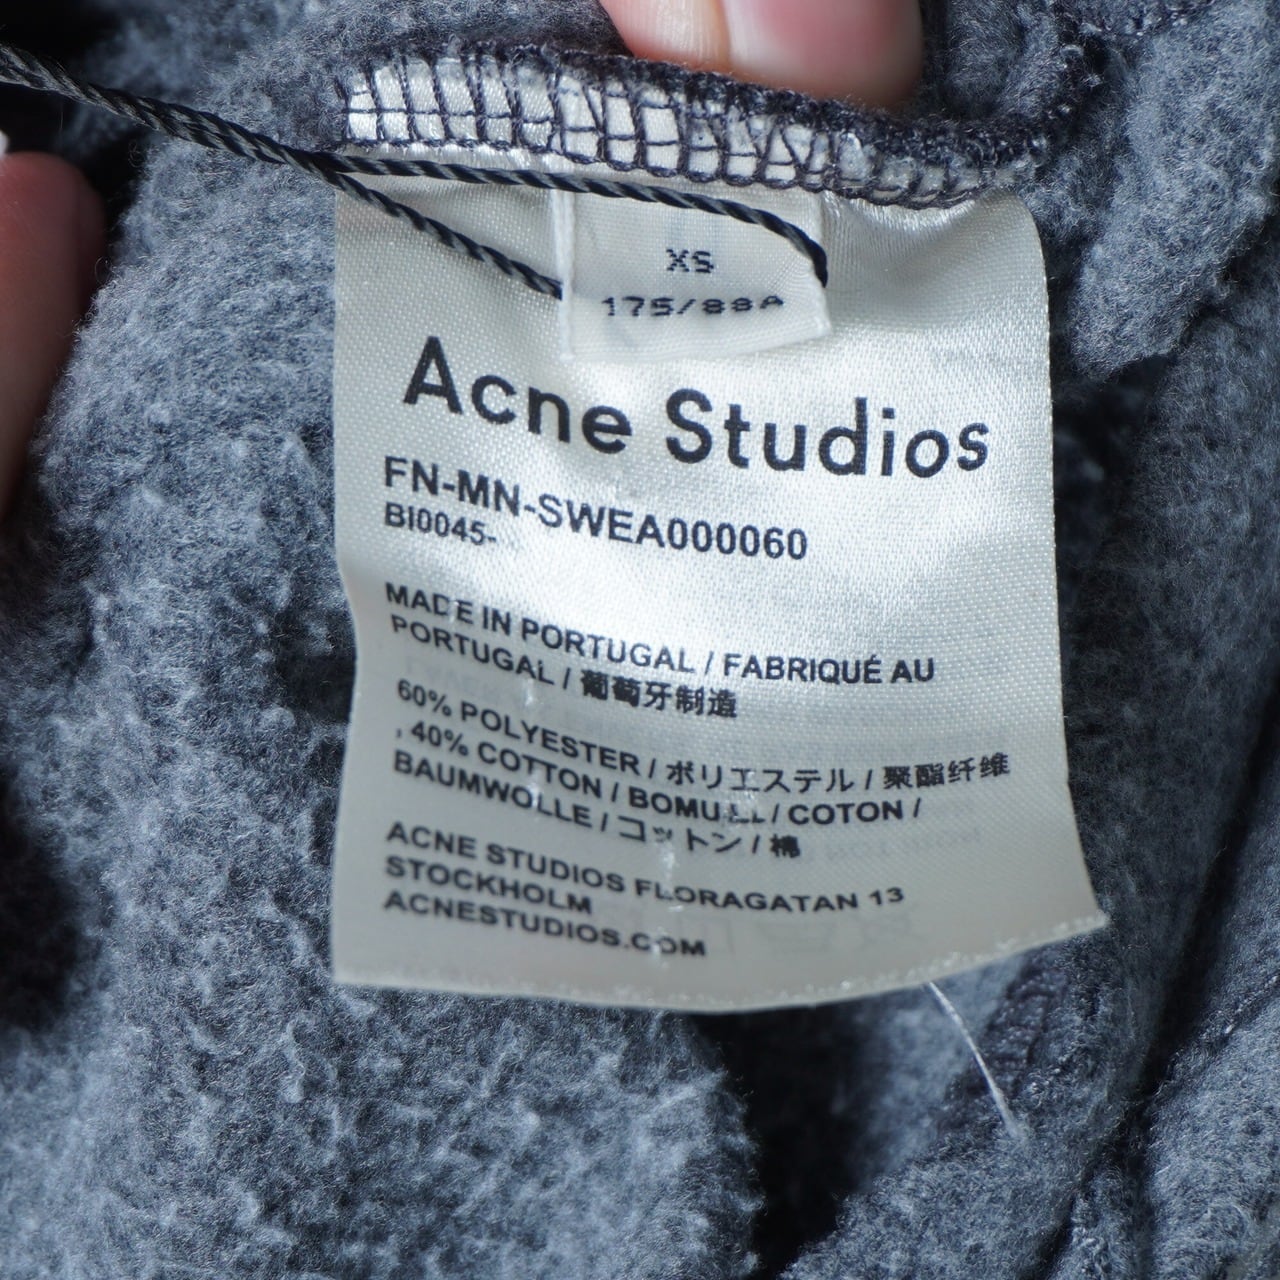 XS
175/88A
Acne Studios
FN-MN-SWEA000060
BI0045-
MADE IN PORTUGAL / FABRIQUÉ AU
PORTUGAL / 葡萄牙制造
60% POLYESTER / ポリエステル / 聚酯纤维
, 40% COTTON / BOMULL / COTON /
BAUMWOLLE / コットン / 棉
ACNE STUDIOS FLORAGATAN 13
STOCKHOLM
ACNESTUDIOS.COM